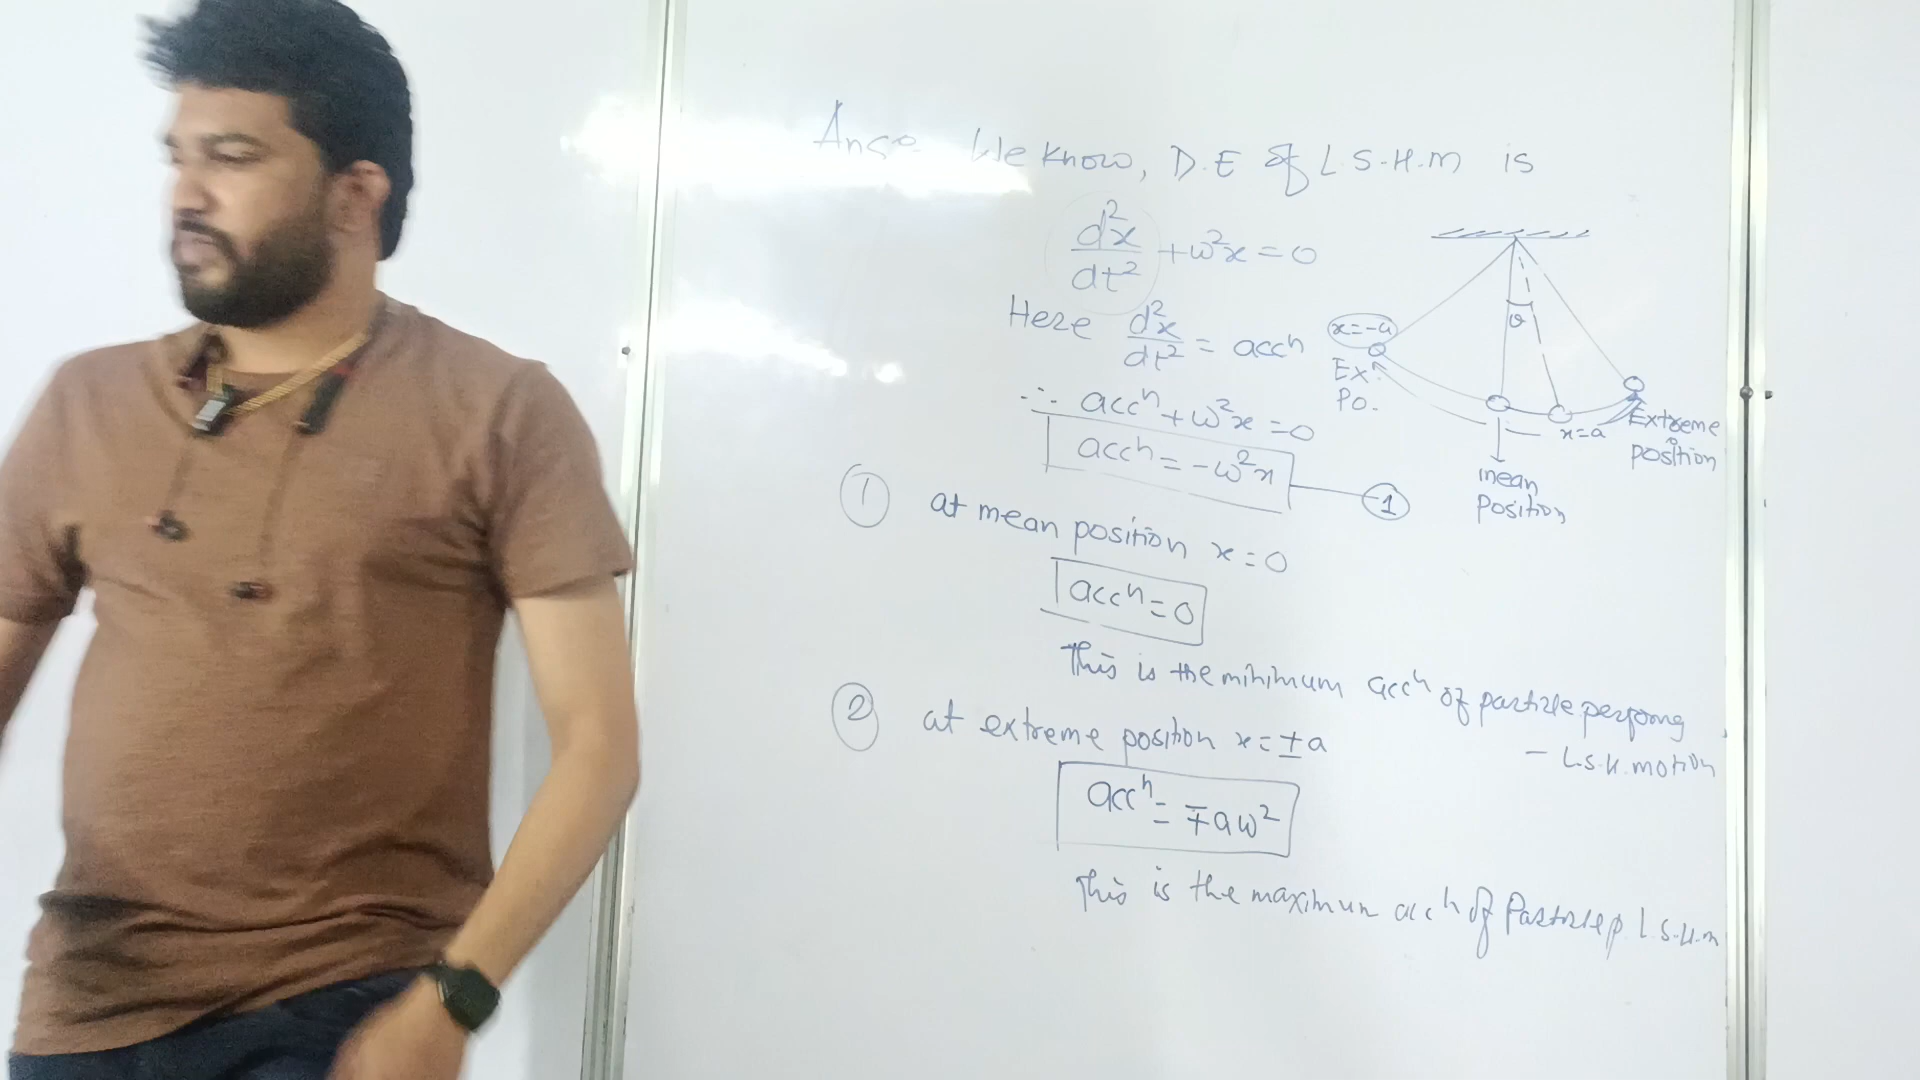 Ans:- We know, D.E of L.S.H.M is
d²x/dt² + ω²x = 0
Here d²x/dt² = accⁿ
∴ accⁿ + ω²x = 0
accⁿ = -ω²x
1
x=-a
Ex.
Po.
θ
x=a
Extreme
position
mean
Position
1 at mean position x = 0
accⁿ = 0
This is the minimum accⁿ of particle perfomg
- L.S.H. motion
2 at extreme position x = ±a
accⁿ = ∓aω²
This is the maximum accⁿ of Particle p. L.S.H.m